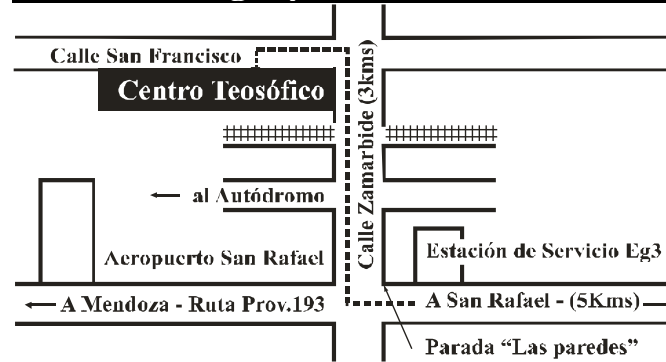 Calle San Francisco
Centro Teosófico
Calle Zamarbide (3kms)
al Autódromo
Aeropuerto San Rafael
Estación de Servicio Eg3
A Mendoza - Ruta Prov.193
A San Rafael - (5Kms)
Parada “Las paredes”